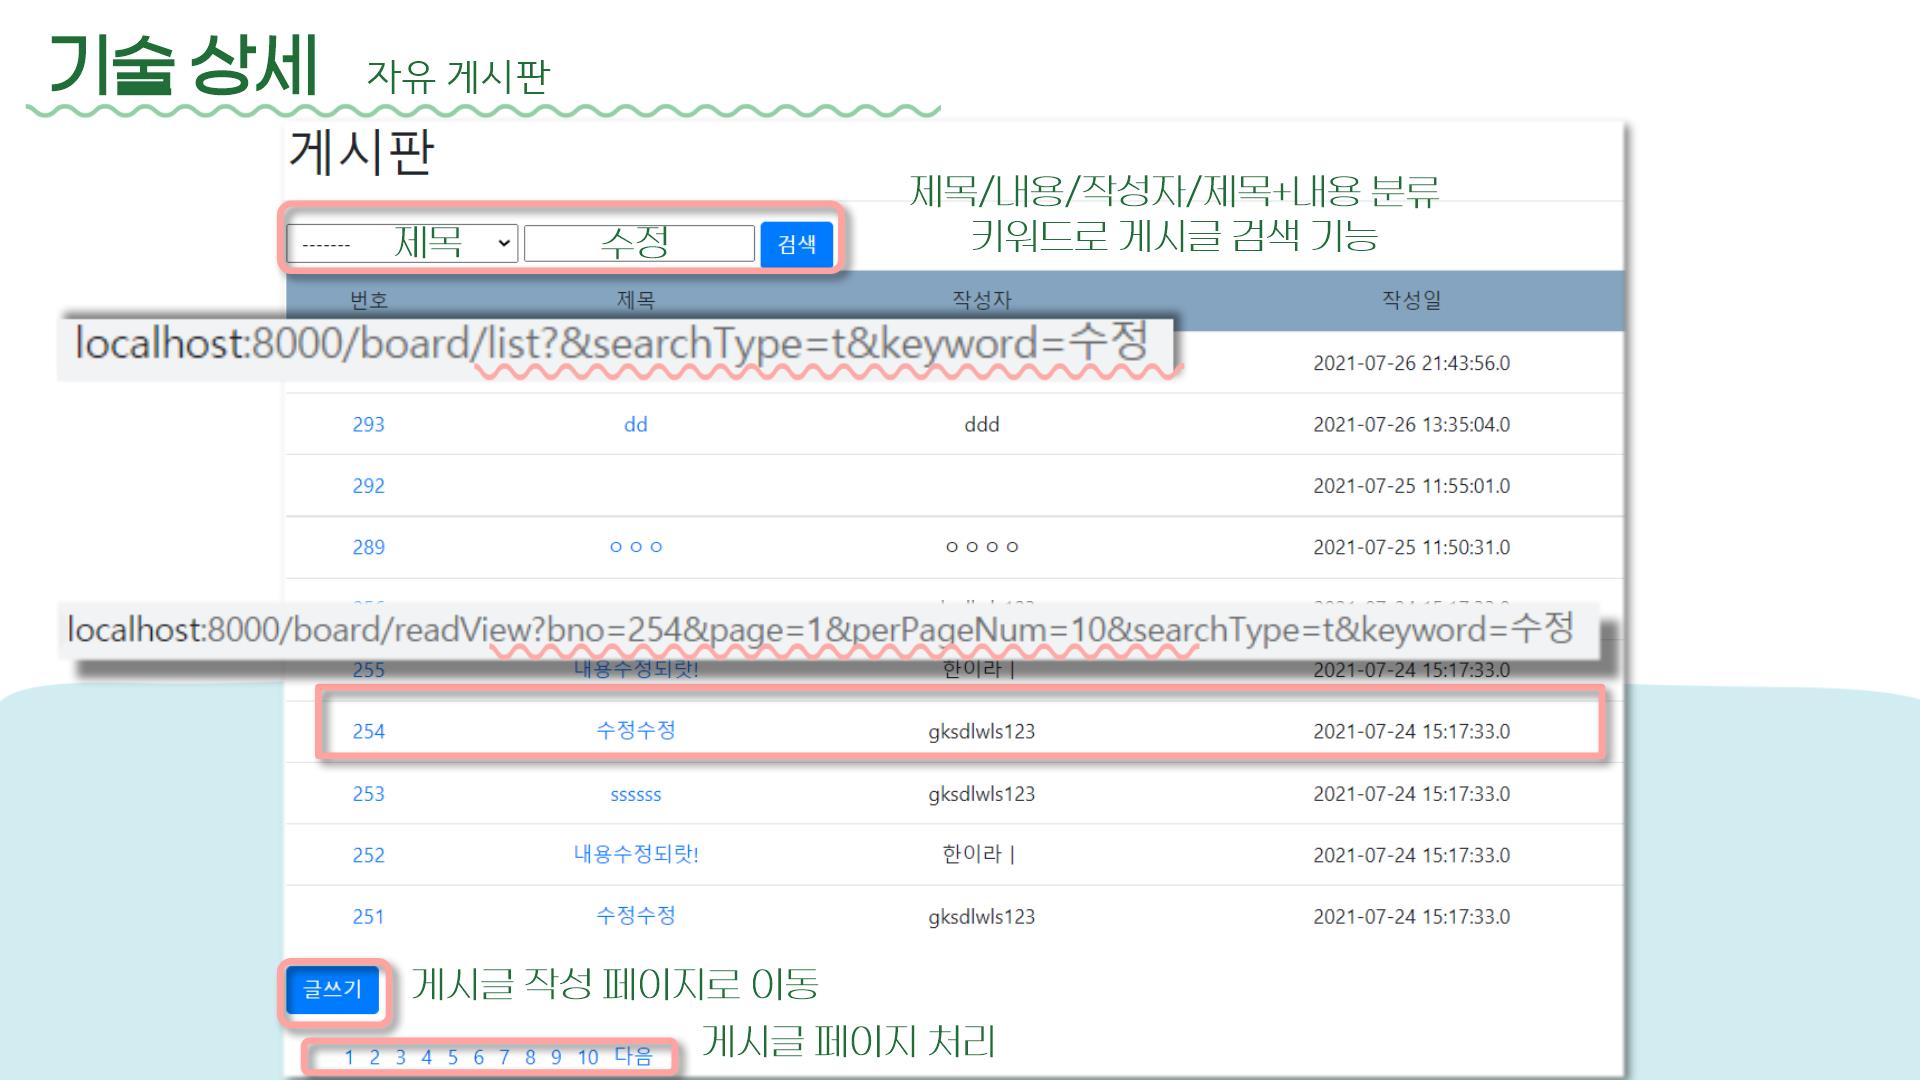 기술 상세 자유 게시판
게시판
제목/내용/작성자/제목+내용 분류
키워드로 게시글 검색 기능
------- 제목 수정 검색
번호 제목 작성자 작성일
localhost:8000/board/list?&searchType=t&keyword=수정
2021-07-26 21:43:56.0
293 dd ddd 2021-07-26 13:35:04.0
292 2021-07-25 11:55:01.0
289 ㅇㅇㅇ ㅇㅇㅇㅇ 2021-07-25 11:50:31.0
localhost:8000/board/readView?bno=254&page=1&perPageNum=10&searchType=t&keyword=수정
255 내용수정되랏! 한이라 | 2021-07-24 15:17:33.0
254 수정수정 gksdlwls123 2021-07-24 15:17:33.0
253 ssssss gksdlwls123 2021-07-24 15:17:33.0
252 내용수정되랏! 한이라 | 2021-07-24 15:17:33.0
251 수정수정 gksdlwls123 2021-07-24 15:17:33.0
글쓰기 게시글 작성 페이지로 이동
게시글 페이지 처리
1 2 3 4 5 6 7 8 9 10 다음